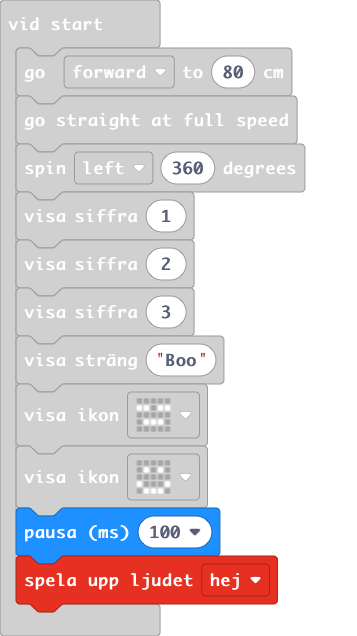 vid start
go forward to 80 cm
go straight at full speed
spin left 360 degrees
visa siffra 1
visa siffra 2
visa siffra 3
visa sträng "Boo"
visa ikon
visa ikon
pausa (ms) 100
spela upp ljudet hej